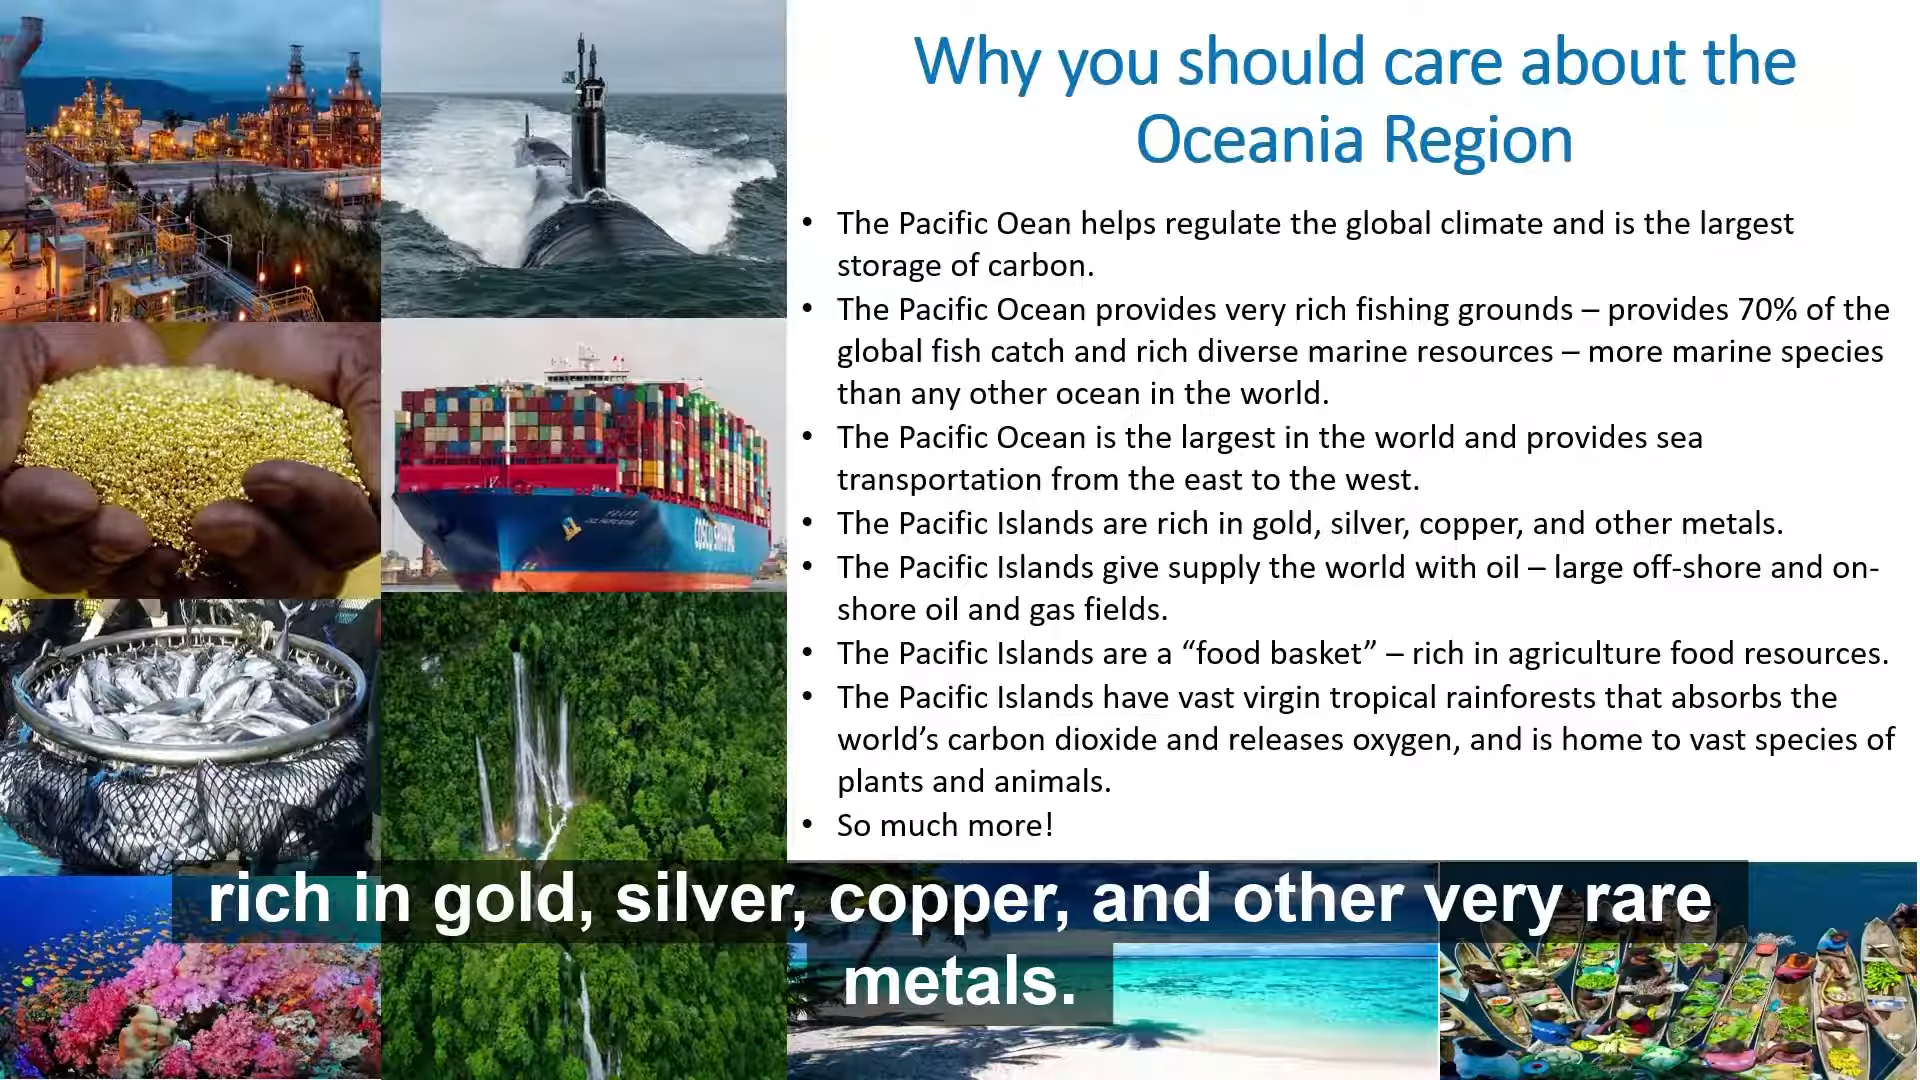 Why you should care about the
Oceania Region
• The Pacific Oean helps regulate the global climate and is the largest
storage of carbon.
• The Pacific Ocean provides very rich fishing grounds – provides 70% of the
global fish catch and rich diverse marine resources – more marine species
than any other ocean in the world.
• The Pacific Ocean is the largest in the world and provides sea
transportation from the east to the west.
• The Pacific Islands are rich in gold, silver, copper, and other metals.
• The Pacific Islands give supply the world with oil – large off-shore and on-
shore oil and gas fields.
• The Pacific Islands are a “food basket” – rich in agriculture food resources.
• The Pacific Islands have vast virgin tropical rainforests that absorbs the
world’s carbon dioxide and releases oxygen, and is home to vast species of
plants and animals.
• So much more!
COSCO SHIPPING
rich in gold, silver, copper, and other very rare
metals.